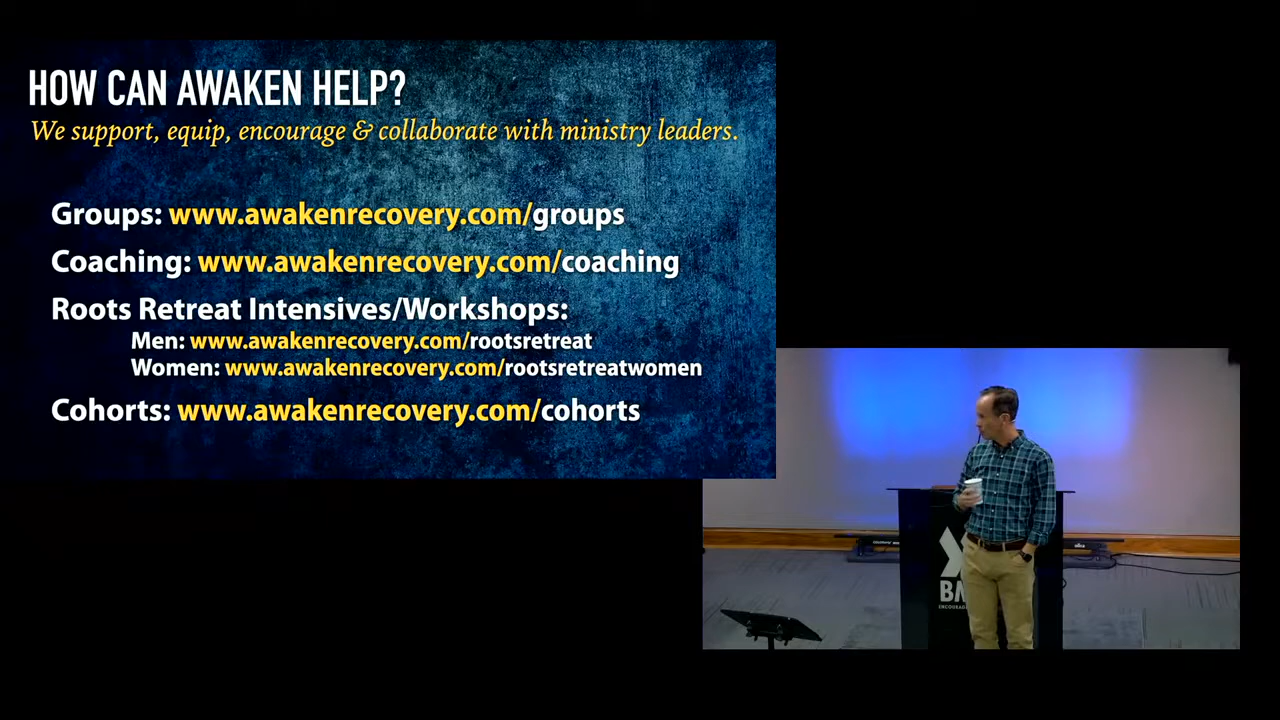 HOW CAN AWAKEN HELP?
We support, equip, encourage & collaborate with ministry leaders.
Groups: www.awakenrecovery.com/groups
Coaching: www.awakenrecovery.com/coaching
Roots Retreat Intensives/Workshops:
Men: www.awakenrecovery.com/rootsretreat
Women: www.awakenrecovery.com/rootsretreatwomen
Cohorts: www.awakenrecovery.com/cohorts